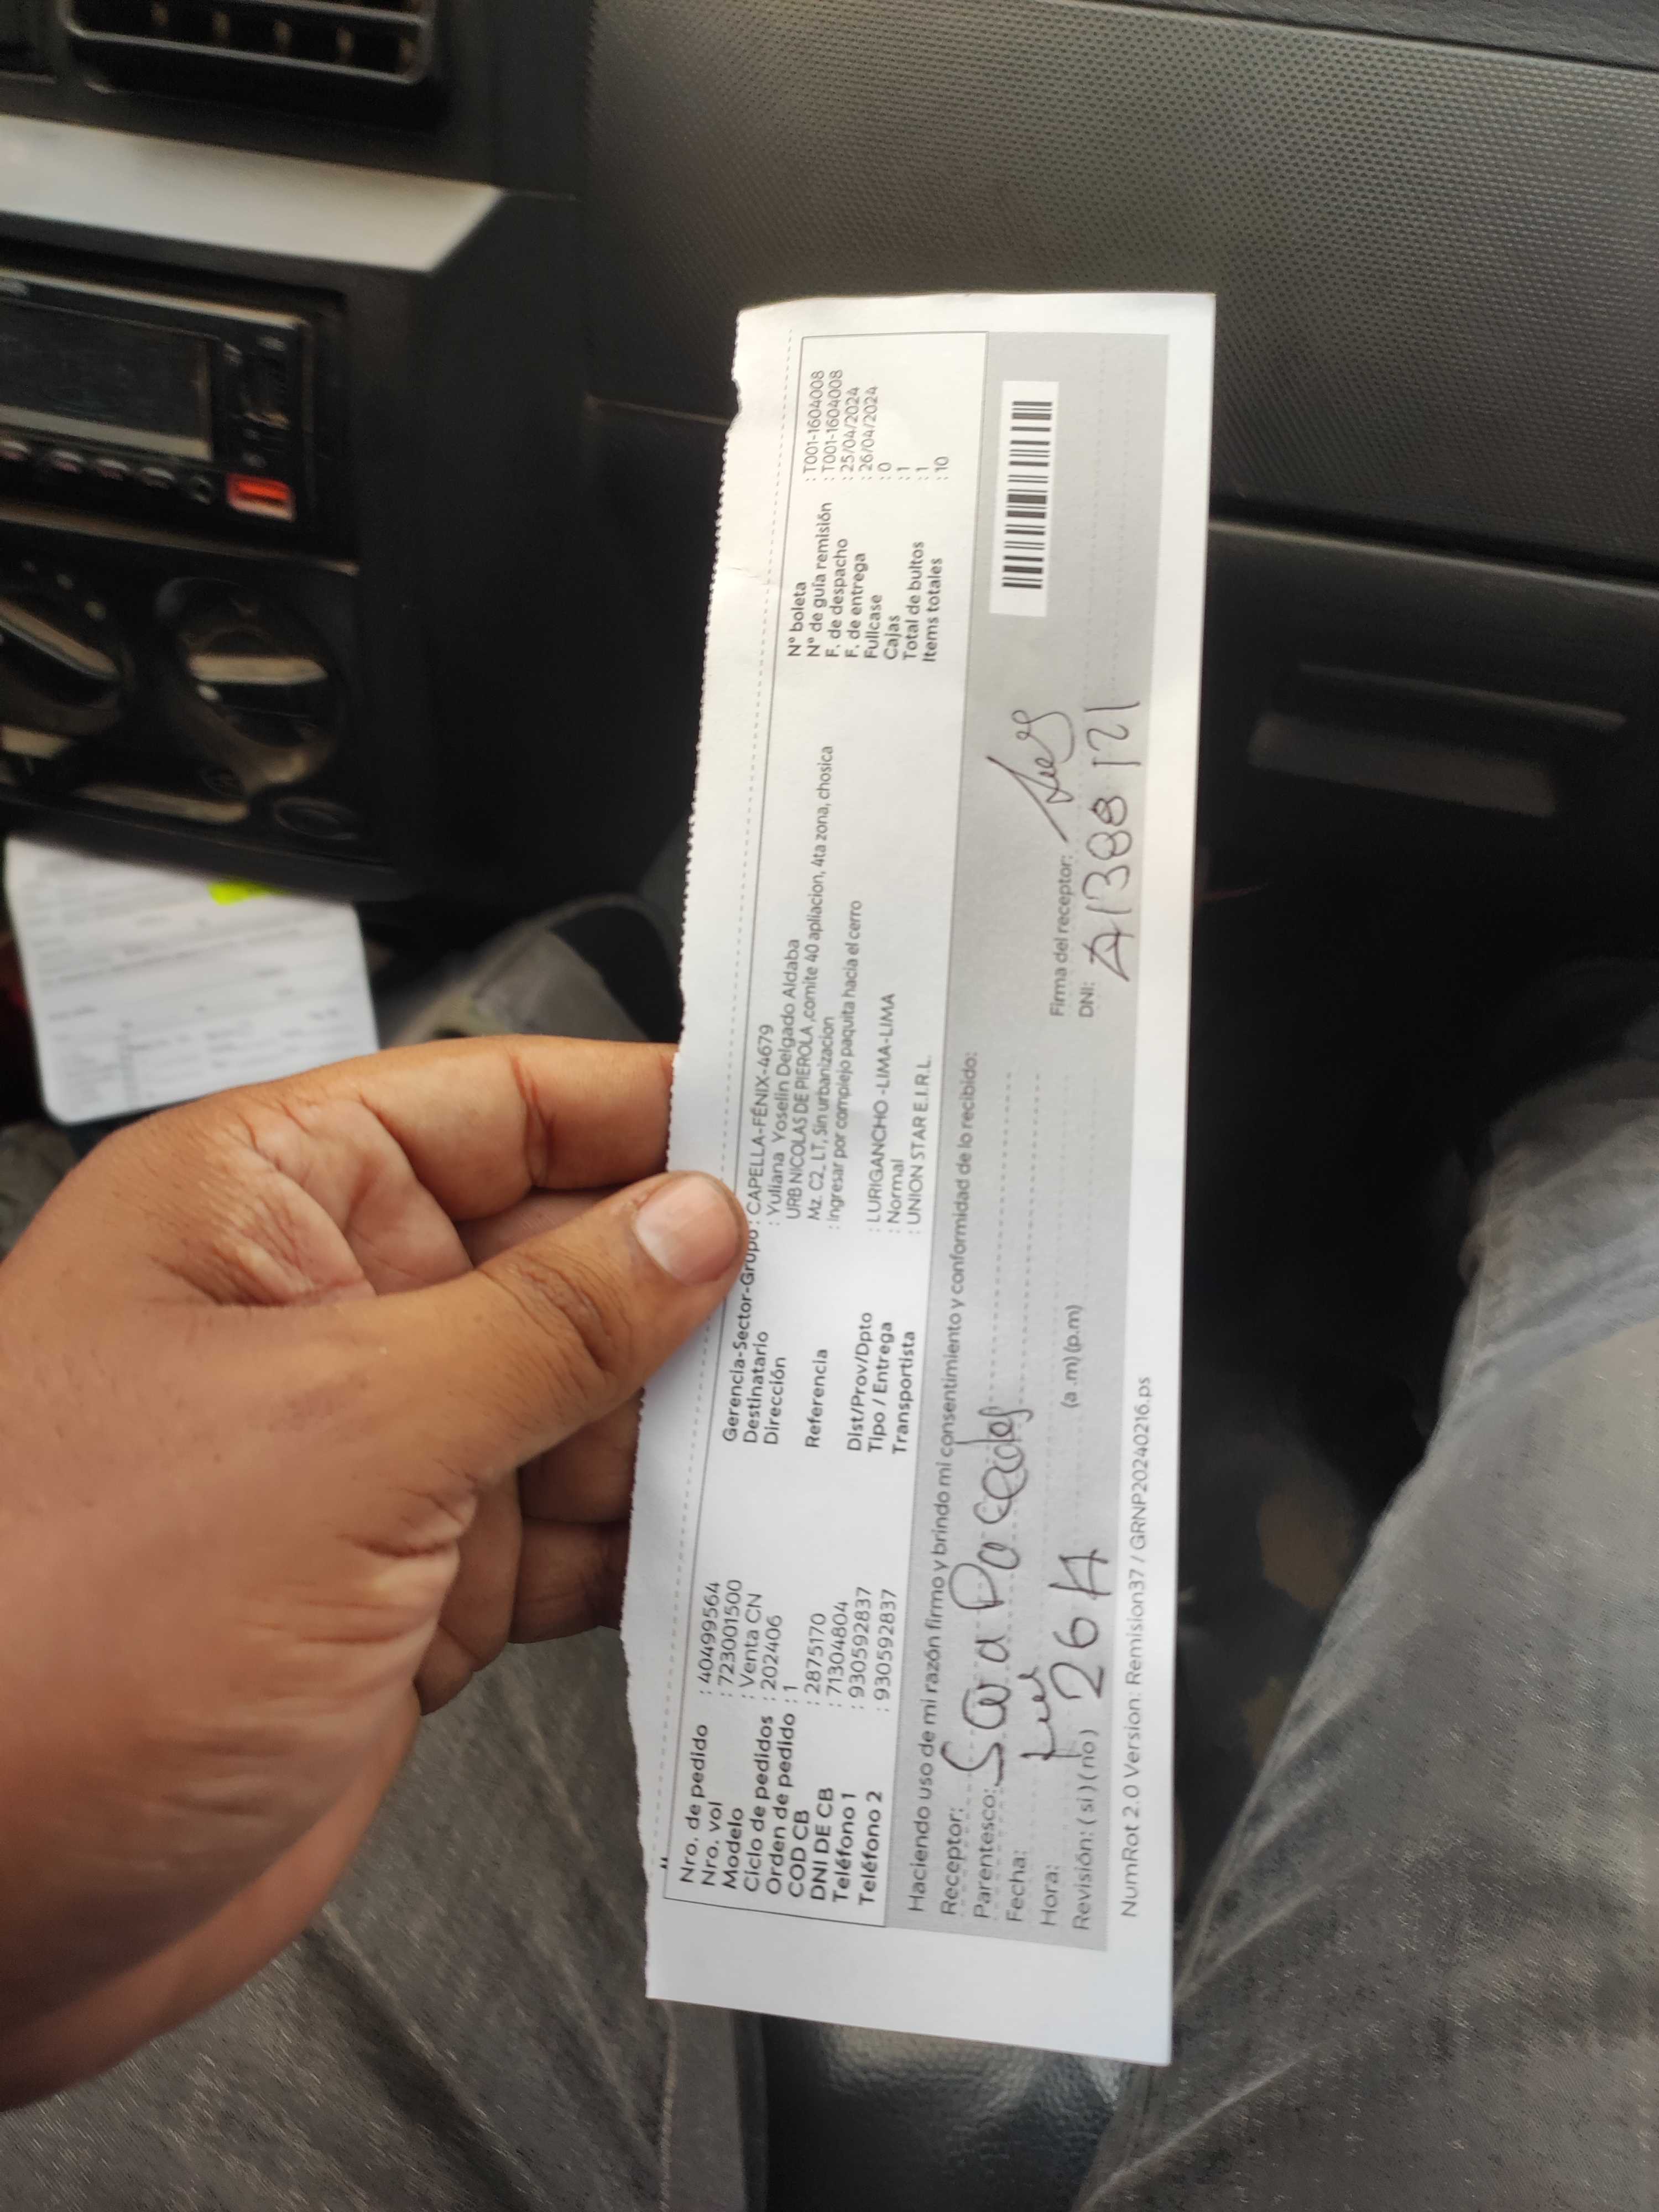 Nro. de pedido : 40499564
Nro. vol : 723001500
Modelo : Venta CN
Ciclo de pedidos : 202406
Orden de pedido : 1
COD CB : 2875170
DNI DE CB : 71304804
Teléfono 1 : 930592837
Teléfono 2 : 930592837
Gerencia-Sector-Grupo : CAPELLA-FÉNIX-4679
Destinatario : Yuliana Yoselin Delgado Aldaba
Dirección URB NICOLAS DE PIEROLA ,comite 40 apliacion, 4ta zona, chosica
Mz. C2_ LT, Sin urbanizacion
Referencia : Ingresar por complejo paquita hacia el cerro
Dist/Prov/Dpto : LURIGANCHO -LIMA-LIMA
Tipo / Entrega : Normal
Transportista : UNION STAR E.I.R.L.
N° boleta : T001-1604008
N° de guía remisión : T001-1604008
F. de despacho : 25/04/2024
F. de entrega : 26/04/2024
Fullcase : 0
Cajas : 1
Total de bultos : 1
Items totales : 10
Haciendo uso de mi razón firmo y brindo mi consentimiento y conformidad de lo recibido:
Receptor: Sara Paredes
Parentesco:
Fecha:
Hora: 26 (a .m) (p.m)
Revisión: ( si ) ( no )
Firma del receptor:
DNI:
NumRot 2.0 Version: Remision37 / GRNP20240216.ps